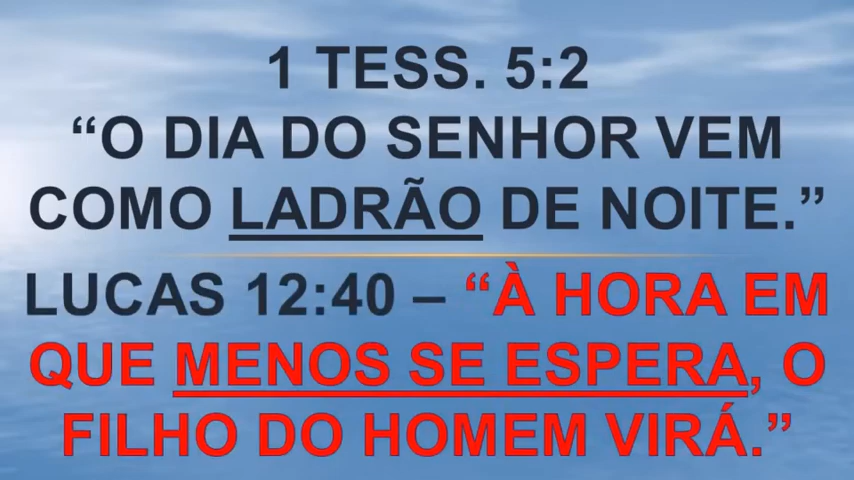 1 TESS. 5:2
“O DIA DO SENHOR VEM
COMO LADRÃO DE NOITE.”
LUCAS 12:40 – “À HORA EM
QUE MENOS SE ESPERA, O
FILHO DO HOMEM VIRÁ.”